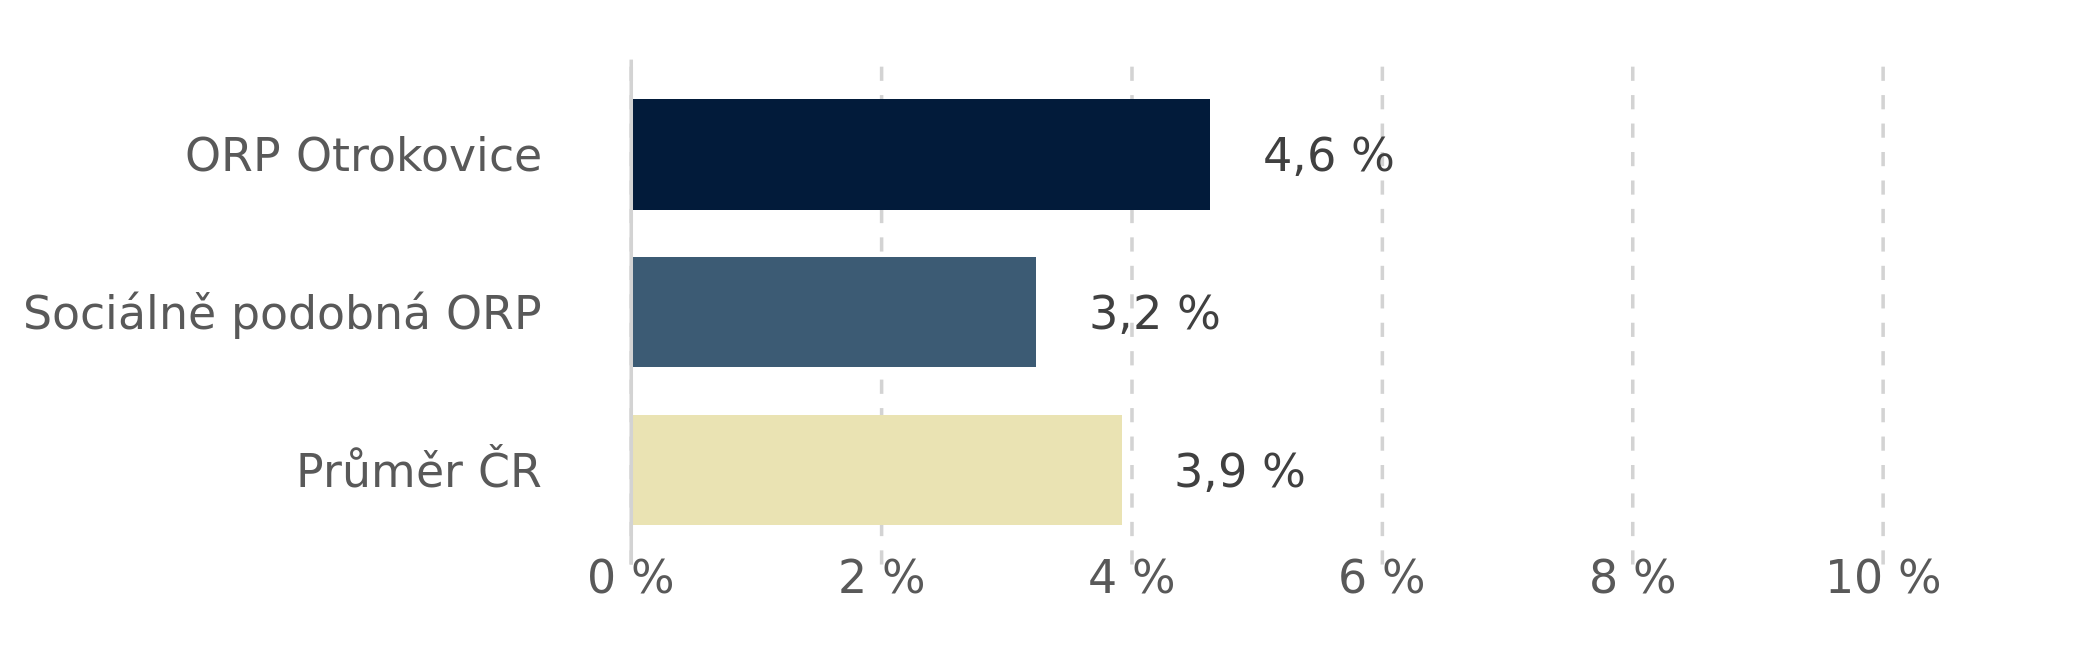 ORP Otrokovice
4,6 %
Sociálně podobná ORP
3,2 %
Průměr ČR
3,9 %
0 % 2 % 4 % 6 % 8 % 10 %